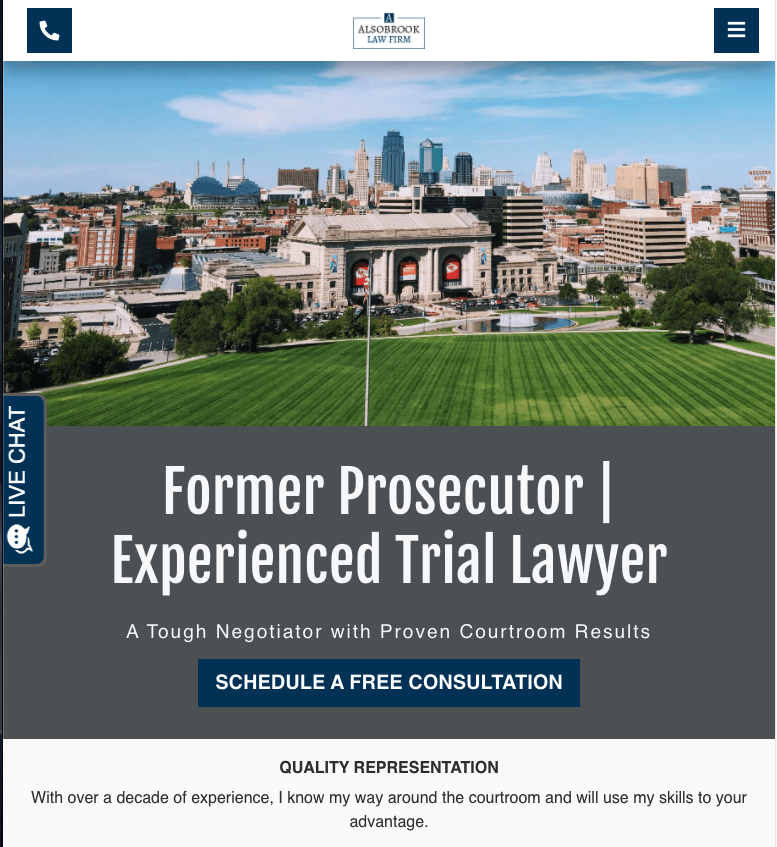 A
ALSOBROOK
LAW FIRM
LIVE CHAT
Former Prosecutor |
Experienced Trial Lawyer
A Tough Negotiator with Proven Courtroom Results
SCHEDULE A FREE CONSULTATION
QUALITY REPRESENTATION
With over a decade of experience, I know my way around the courtroom and will use my skills to your
advantage.